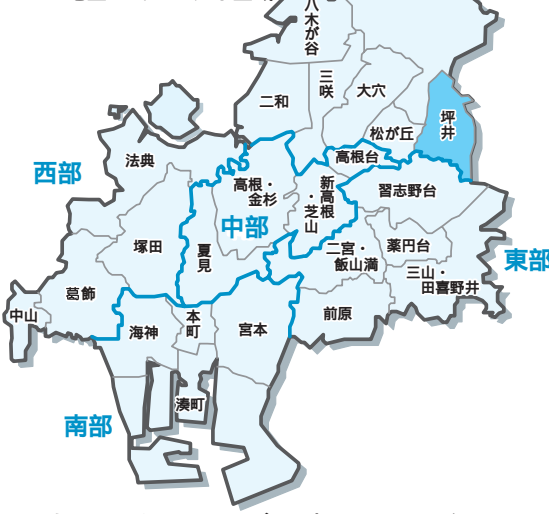 八木が谷
三咲
二和
大穴
坪井
松が丘
法典
西部
高根台
高根・
金杉
新高根
・芝山
習志野台
中部
塚田
夏見
二宮・
飯山満
薬円台
東部
三山・
田喜野井
葛飾
中山
海神
本町
宮本
前原
湊町
南部